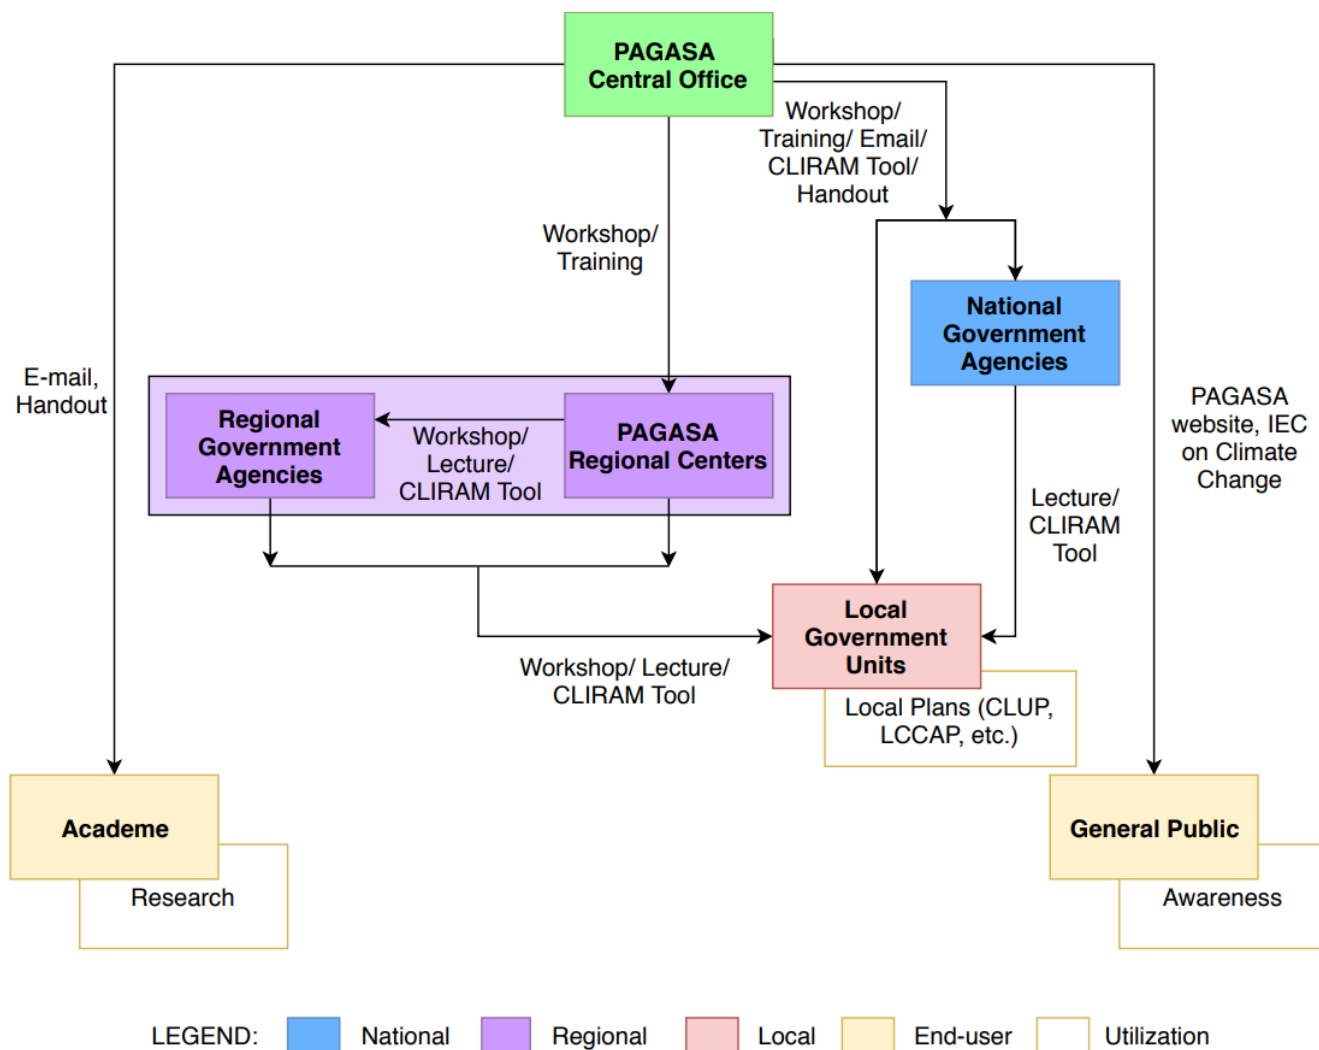 PAGASA
Central Office
Workshop/
Training/ Email/
CLIRAM Tool/
Handout
Workshop/
Training
National
Government
Agencies
E-mail,
Handout
PAGASA
website, IEC
on Climate
Change
Regional
Government
Agencies
Workshop/
Lecture/
CLIRAM Tool
PAGASA
Regional Centers
Lecture/
CLIRAM
Tool
Local
Government
Units
Workshop/ Lecture/
CLIRAM Tool
Local Plans (CLUP,
LCCAP, etc.)
Academe
Research
General Public
Awareness
LEGEND: National Regional Local End-user Utilization